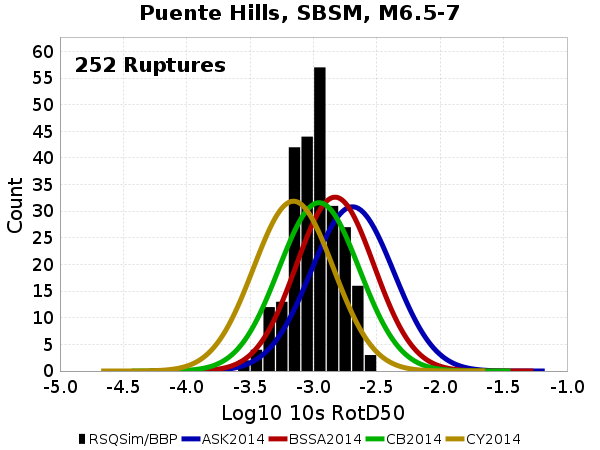 Puente Hills, SBSM, M6.5-7
252 Ruptures
Count
60
55
50
45
40
35
30
25
20
15
10
5
0
-5.0 -4.5 -4.0 -3.5 -3.0 -2.5 -2.0 -1.5 -1.0
Log10 10s RotD50
RSQSim/BBP ASK2014 BSSA2014 CB2014 CY2014